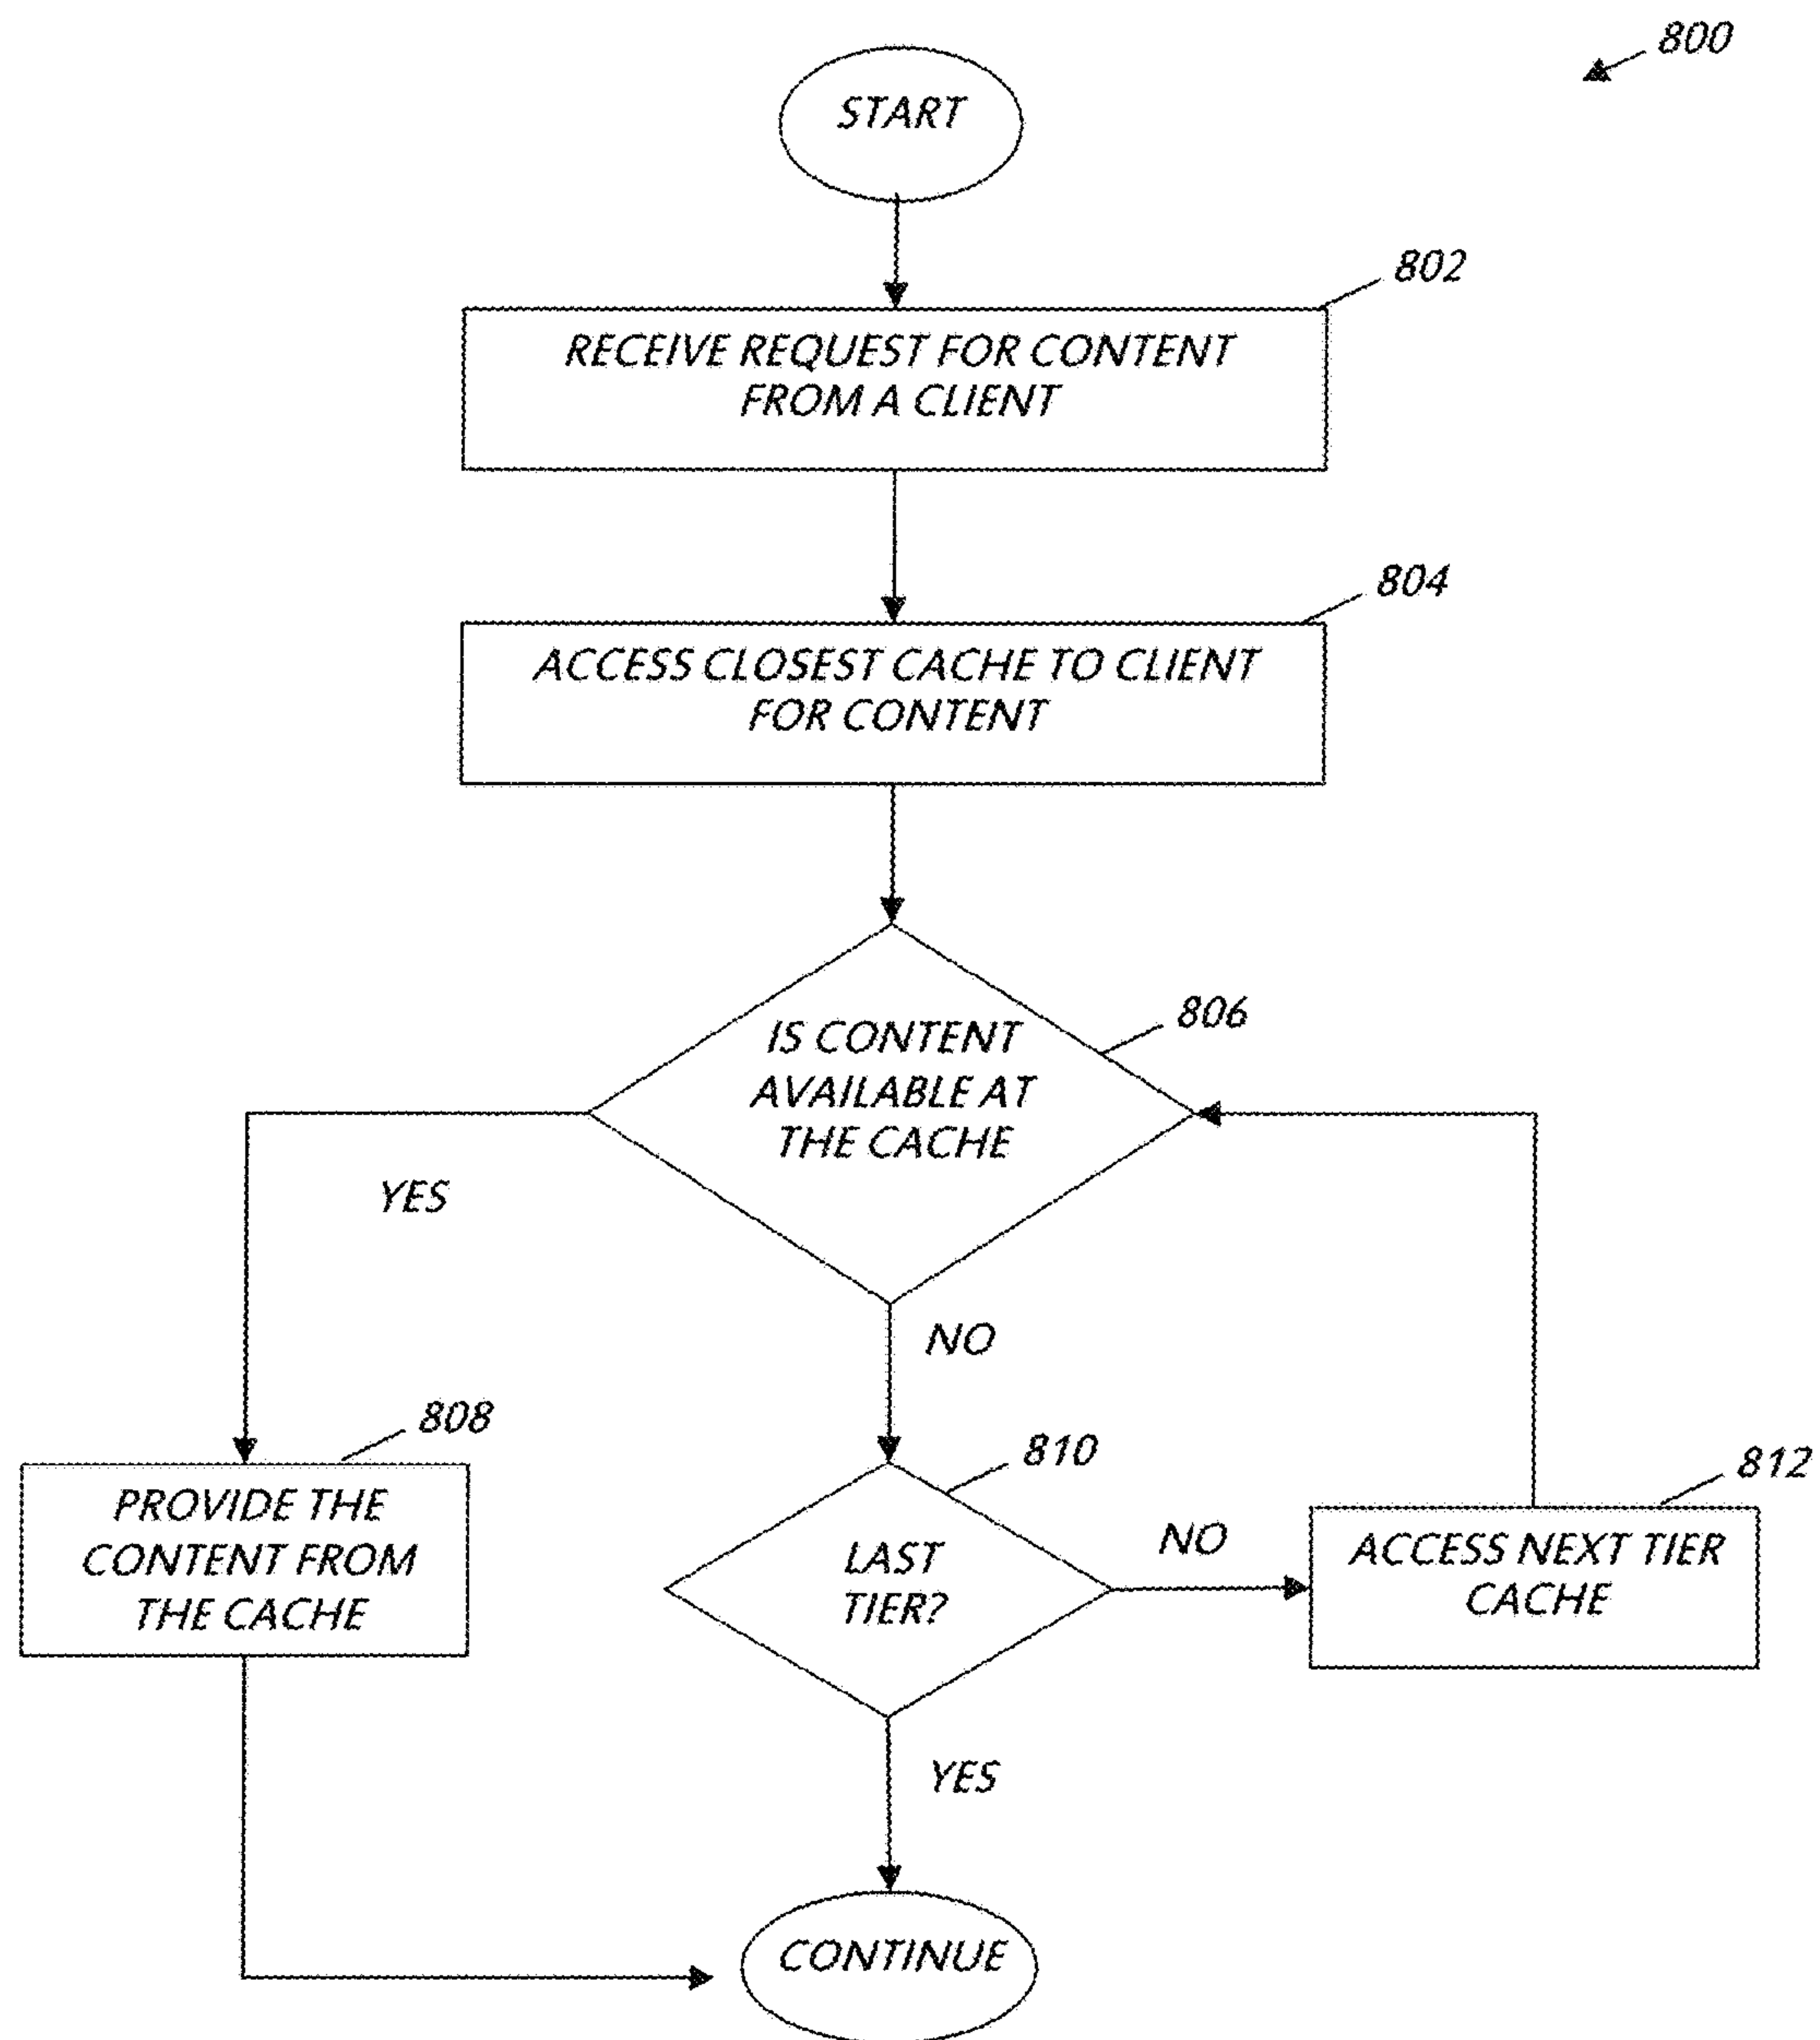 800
START
802
RECEIVE REQUEST FOR CONTENT
FROM A CLIENT
804
ACCESS CLOSEST CACHE TO CLIENT
FOR CONTENT
806
IS CONTENT
AVAILABLE AT
THE CACHE
YES
NO
808
PROVIDE THE
CONTENT FROM
THE CACHE
810
LAST
TIER?
NO
812
ACCESS NEXT TIER
CACHE
YES
CONTINUE